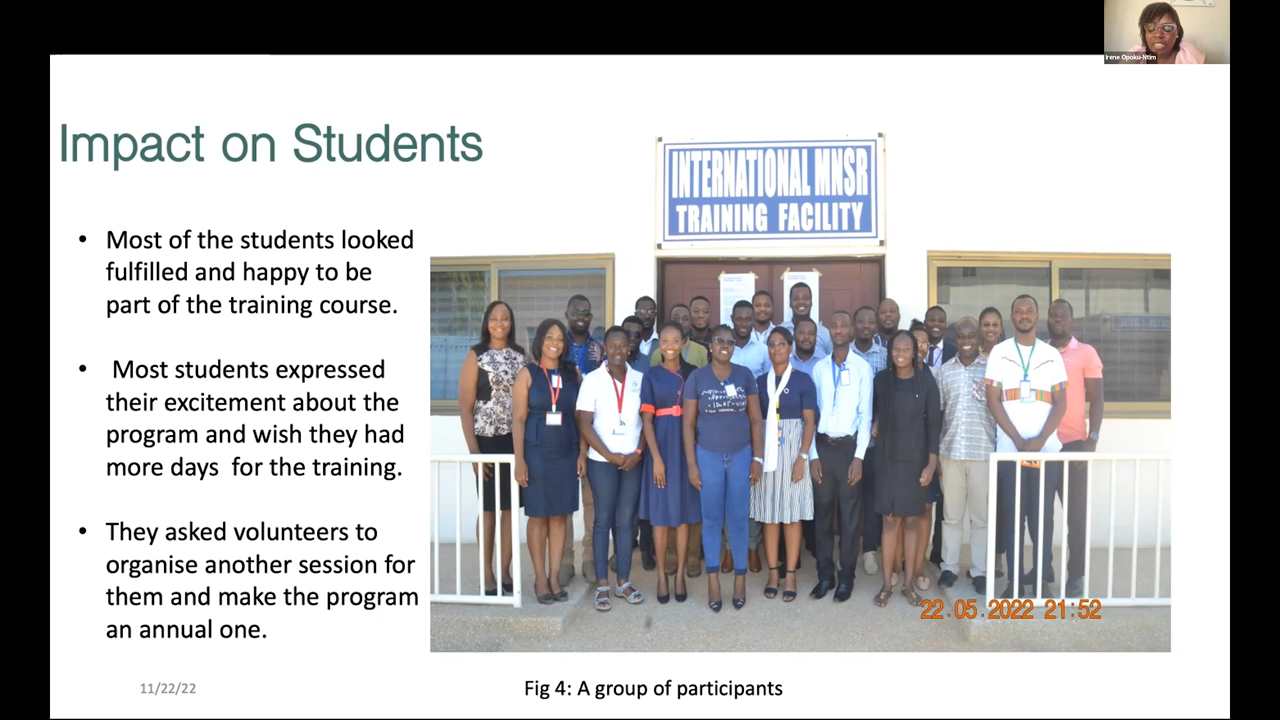 Irene Opoku-Ntim
Impact on Students
INTERNATIONAL MNSR
TRAINING FACILITY
• Most of the students looked
fulfilled and happy to be
part of the training course.
• Most students expressed
their excitement about the
program and wish they had
more days for the training.
• They asked volunteers to
organise another session for
them and make the program
an annual one.
22.05.2022 21:52
11/22/22
Fig 4: A group of participants